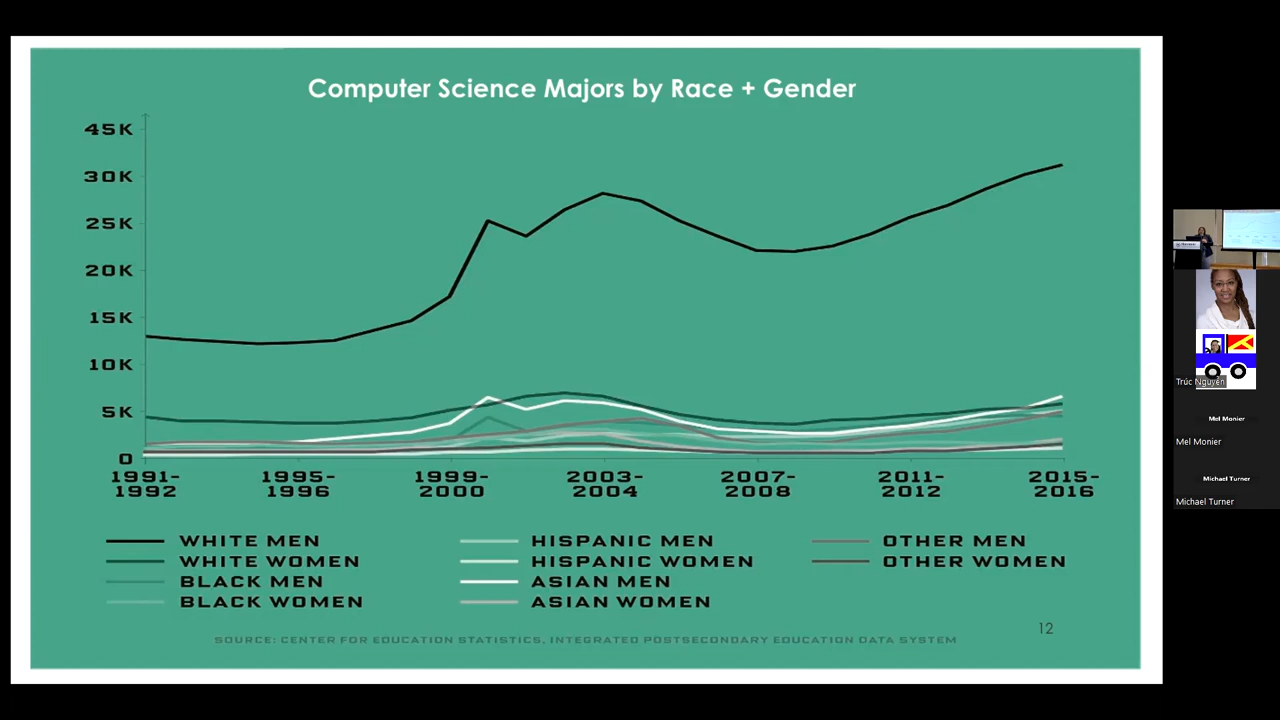 Computer Science Majors by Race + Gender
45K
30K
25K
20K
15K
10K
5K
0
1991-
1992
1995-
1996
1999-
2000
2003-
2004
2007-
2008
2011-
2012
2015-
2016
WHITE MEN
WHITE WOMEN
BLACK MEN
BLACK WOMEN
HISPANIC MEN
HISPANIC WOMEN
ASIAN MEN
ASIAN WOMEN
OTHER MEN
OTHER WOMEN
12
SOURCE: CENTER FOR EDUCATION STATISTICS, INTEGRATED POSTSECONDARY EDUCATION DATA SYSTEM
Trúc Nguyễn
Mel Monier
Mel Monier
Michael Turner
Michael Turner